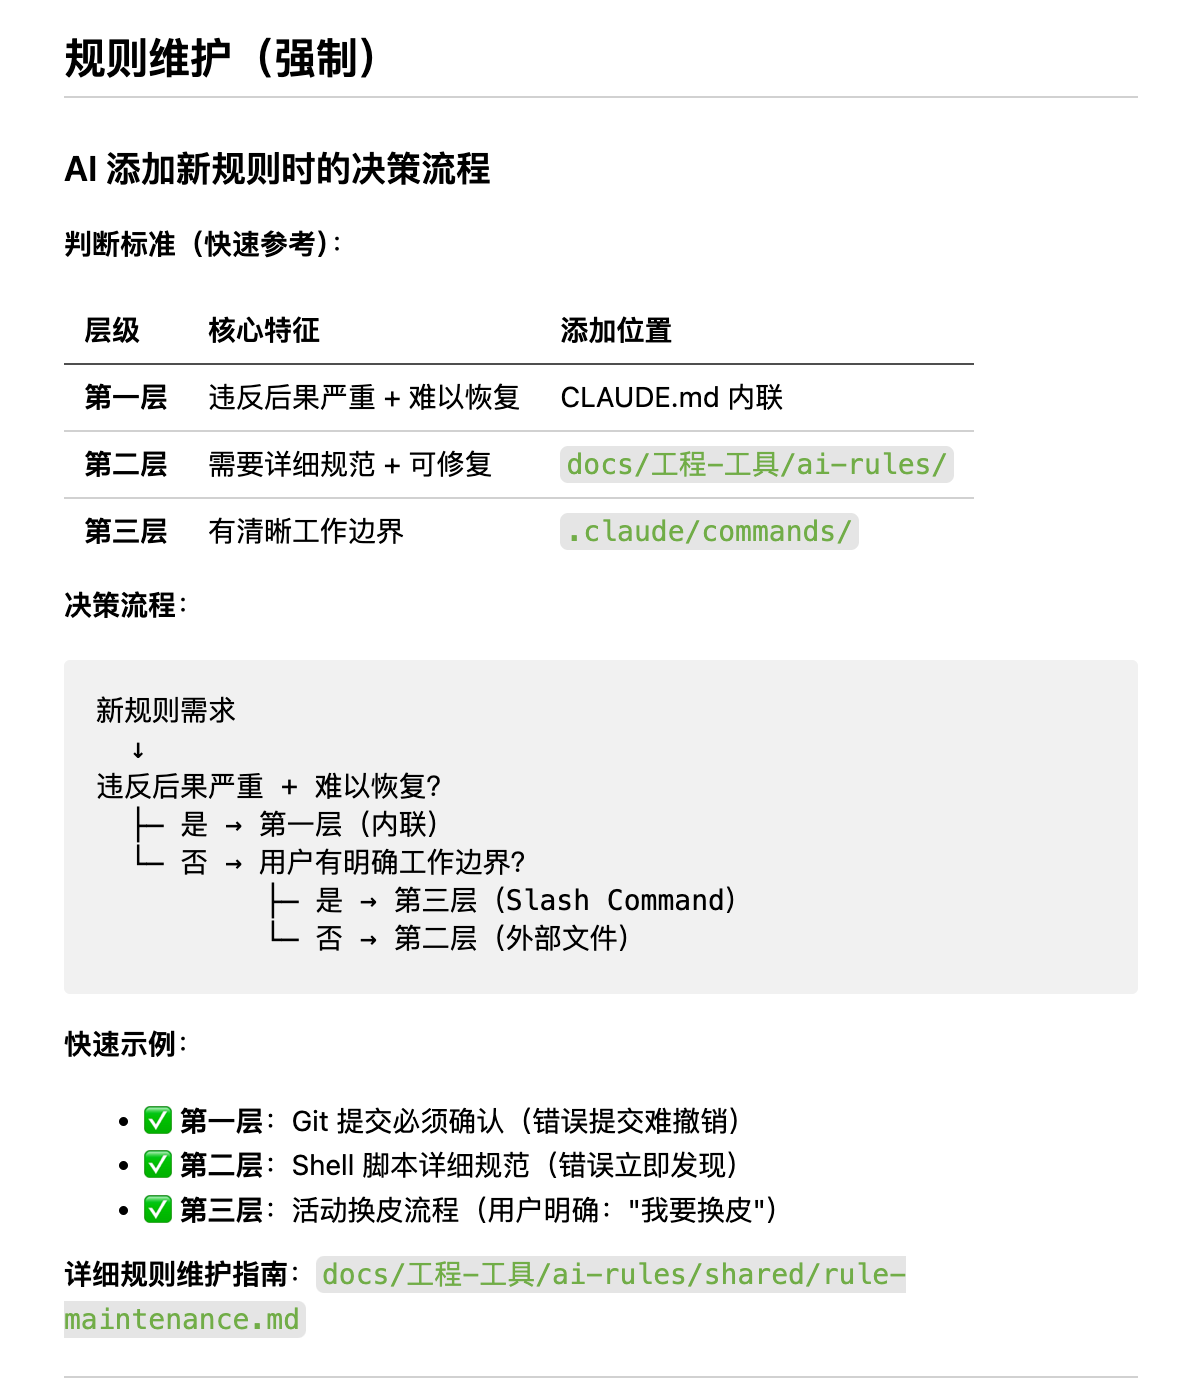 规则维护（强制）
AI 添加新规则时的决策流程
判断标准（快速参考）：
层级 核心特征 添加位置
第一层 违反后果严重 + 难以恢复 CLAUDE.md 内联
第二层 需要详细规范 + 可修复 docs/工程-工具/ai-rules/
第三层 有清晰工作边界 .claude/commands/
决策流程：
新规则需求
↓
违反后果严重 + 难以恢复?
├─ 是 → 第一层（内联）
└─ 否 → 用户有明确工作边界?
├─ 是 → 第三层（Slash Command）
└─ 否 → 第二层（外部文件）
快速示例：
• ✅ 第一层：Git 提交必须确认（错误提交难撤销）
• ✅ 第二层：Shell 脚本详细规范（错误立即发现）
• ✅ 第三层：活动换皮流程（用户明确："我要换皮"）
详细规则维护指南：docs/工程-工具/ai-rules/shared/rule-
maintenance.md